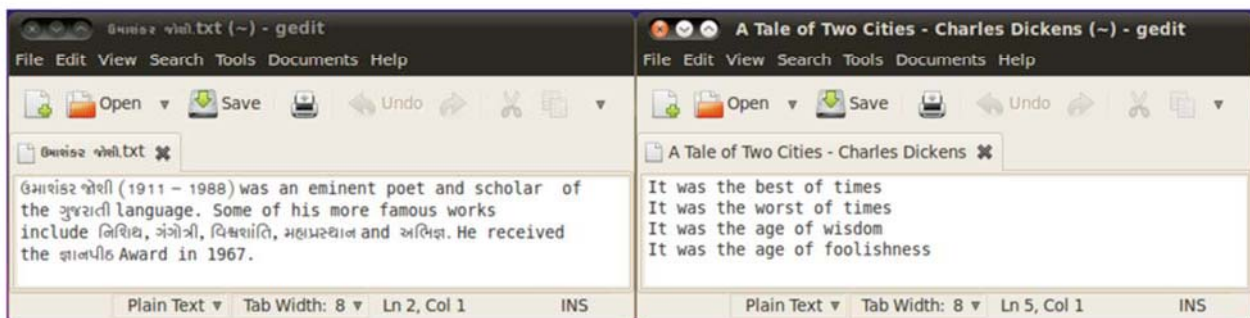 ઉમાશંકર જોશી.txt (~) - gedit
File Edit View Search Tools Documents Help
Open Save Undo
ઉમાશંકર જોશી.txt
ઉમાશંકર જોશી (1911 – 1988) was an eminent poet and scholar of
the ગુજરાતી language. Some of his more famous works
include નિશિથ, ગંગોત્રી, વિશ્વશાંતિ, મહાપ્રસ્થાન and અભિજ્ઞ. He received
the જ્ઞાનપીઠ Award in 1967.
Plain Text Tab Width: 8 Ln 2, Col 1 INS
A Tale of Two Cities - Charles Dickens (~) - gedit
File Edit View Search Tools Documents Help
Open Save Undo
A Tale of Two Cities - Charles Dickens
It was the best of times
It was the worst of times
It was the age of wisdom
It was the age of foolishness
Plain Text Tab Width: 8 Ln 5, Col 1 INS